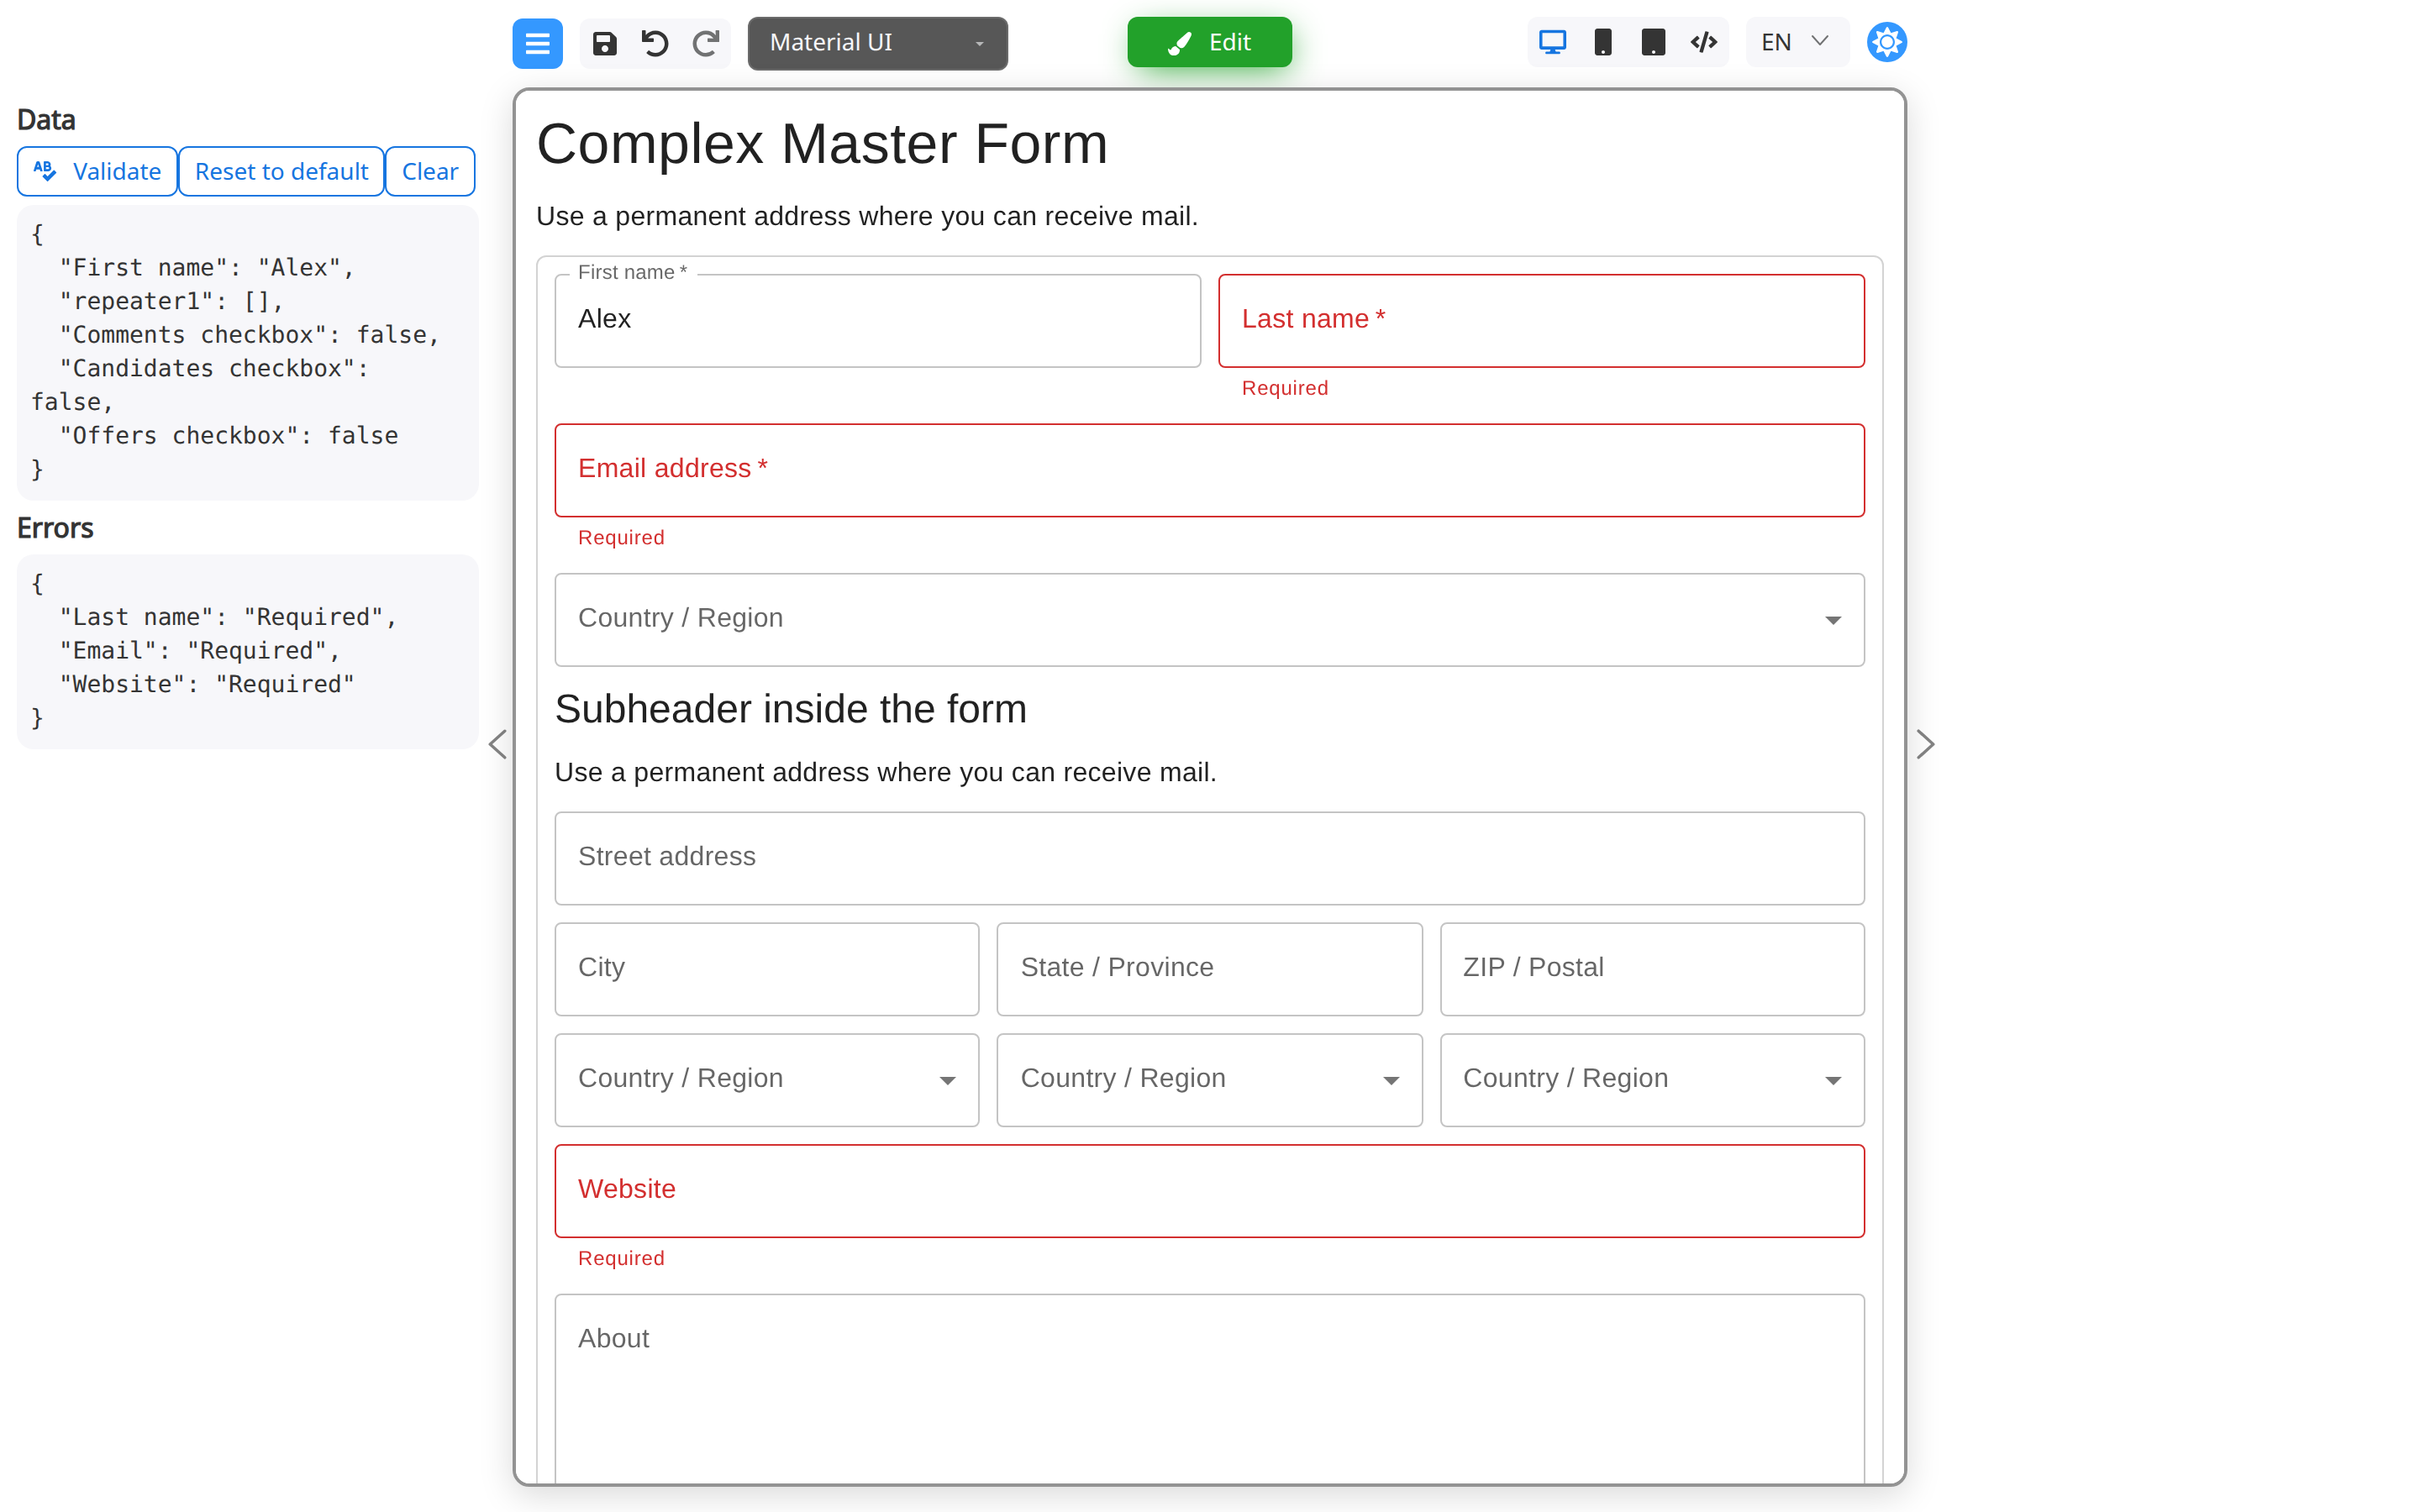 Material UI
Edit
EN
Data
AB Validate
Reset to default
Clear
{
  "First name": "Alex",
  "repeater1": [],
  "Comments checkbox": false,
  "Candidates checkbox":
false,
  "Offers checkbox": false
}
Errors
{
  "Last name": "Required",
  "Email": "Required",
  "Website": "Required"
}
Complex Master Form
Use a permanent address where you can receive mail.
First name *
Alex
Last name *
Required
Email address *
Required
Country / Region
Subheader inside the form
Use a permanent address where you can receive mail.
Street address
City
State / Province
ZIP / Postal
Country / Region
Country / Region
Country / Region
Website
Required
About